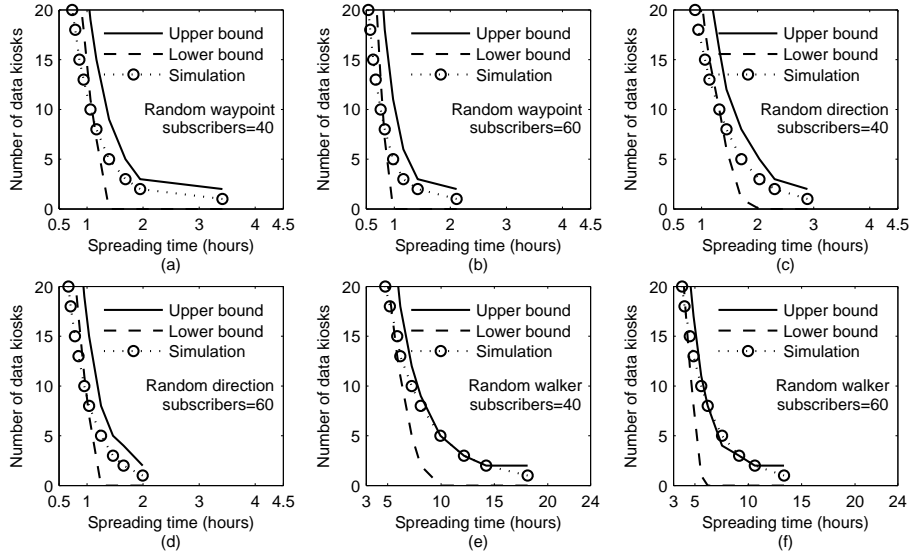 20
15
10
5
0
Number of data kiosks
Upper bound
Lower bound
Simulation
Random waypoint
subscribers=40
0.5 1 2 3 4 4.5
Spreading time (hours)
(a)
20
15
10
5
0
Number of data kiosks
Upper bound
Lower bound
Simulation
Random waypoint
subscribers=60
0.5 1 2 3 4 4.5
Spreading time (hours)
(b)
20
15
10
5
0
Number of data kiosks
Upper bound
Lower bound
Simulation
Random direction
subscribers=40
0.5 1 2 3 4 4.5
Spreading time (hours)
(c)
20
15
10
5
0
Number of data kiosks
Upper bound
Lower bound
Simulation
Random direction
subscribers=60
0.5 1 2 3 4 4.5
Spreading time (hours)
(d)
20
15
10
5
0
Number of data kiosks
Upper bound
Lower bound
Simulation
Random walker
subscribers=40
3 5 10 15 20 24
Spreading time (hours)
(e)
20
15
10
5
0
Number of data kiosks
Upper bound
Lower bound
Simulation
Random walker
subscribers=60
3 5 10 15 20 24
Spreading time (hours)
(f)